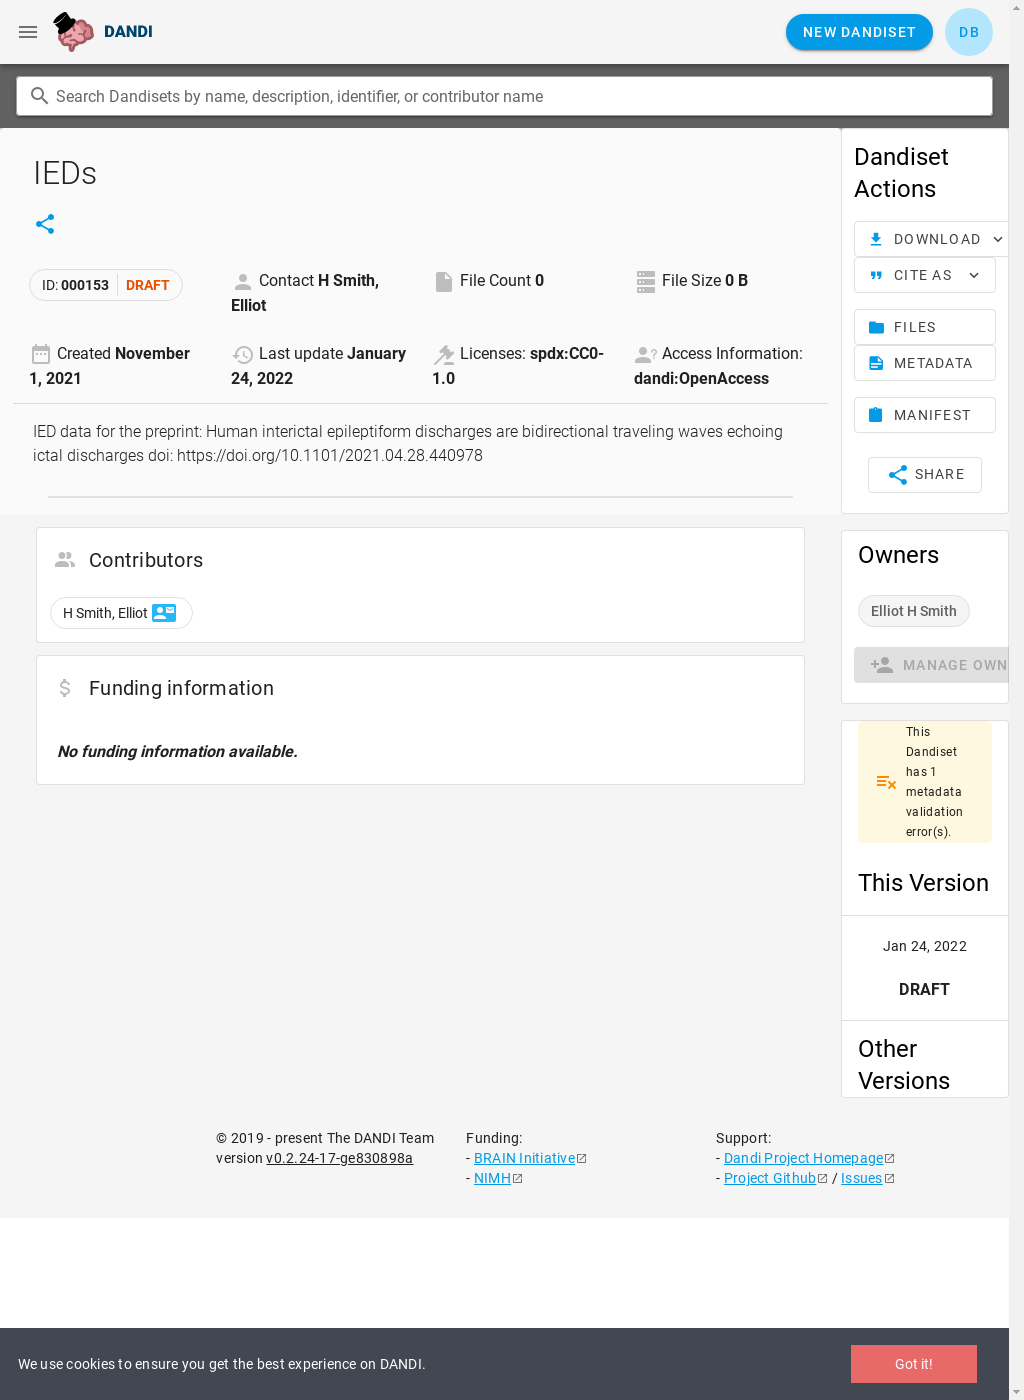 DANDI
NEW DANDISET
DB
Search Dandisets by name, description, identifier, or contributor name
IEDs
ID: 000153 DRAFT
Contact H Smith,
Elliot
File Count 0
File Size 0 B
Created November
1, 2021
Last update January
24, 2022
Licenses: spdx:CC0-
1.0
Access Information:
dandi:OpenAccess
IED data for the preprint: Human interictal epileptiform discharges are bidirectional traveling waves echoing
ictal discharges doi: https://doi.org/10.1101/2021.04.28.440978
Contributors
H Smith, Elliot
Funding information
No funding information available.
Dandiset
Actions
DOWNLOAD
CITE AS
FILES
METADATA
MANIFEST
SHARE
Owners
Elliot H Smith
MANAGE OWN
This
Dandiset
has 1
metadata
validation
error(s).
This Version
Jan 24, 2022
DRAFT
Other
Versions
© 2019 - present The DANDI Team
version v0.2.24-17-ge830898a
Funding:
- BRAIN Initiative
- NIMH
Support:
- Dandi Project Homepage
- Project Github / Issues
We use cookies to ensure you get the best experience on DANDI.
Got it!